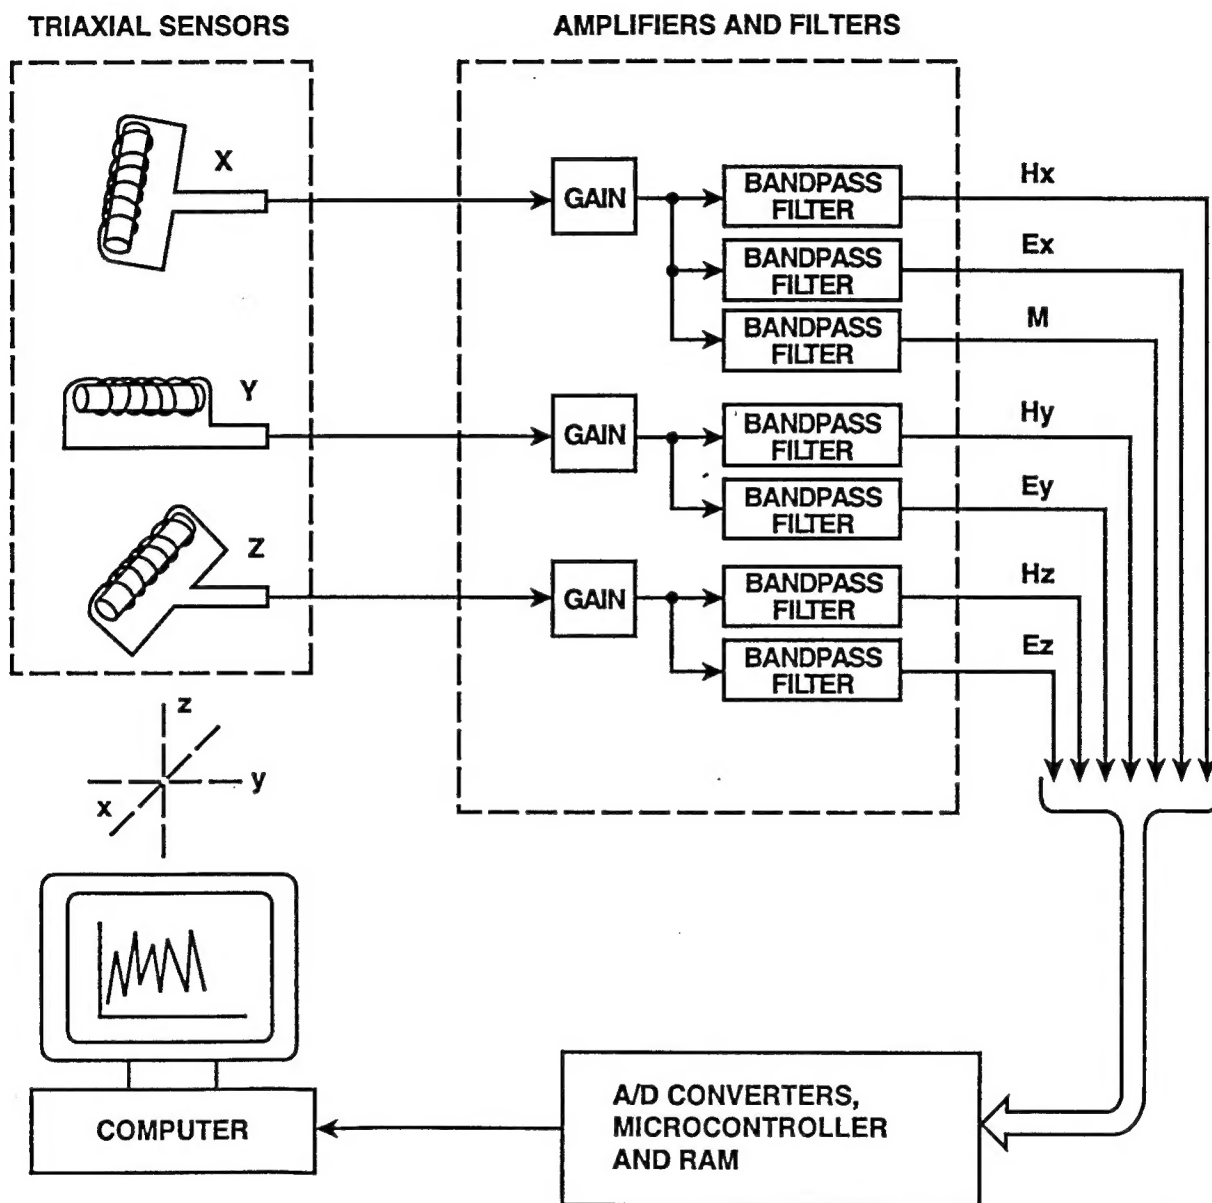 TRIAXIAL SENSORS
AMPLIFIERS AND FILTERS
X
GAIN
BANDPASS
FILTER
Hx
BANDPASS
FILTER
Ex
BANDPASS
FILTER
M
Y
GAIN
BANDPASS
FILTER
Hy
BANDPASS
FILTER
Ey
Z
GAIN
BANDPASS
FILTER
Hz
BANDPASS
FILTER
Ez
z
y
x
COMPUTER
A/D CONVERTERS,
MICROCONTROLLER
AND RAM